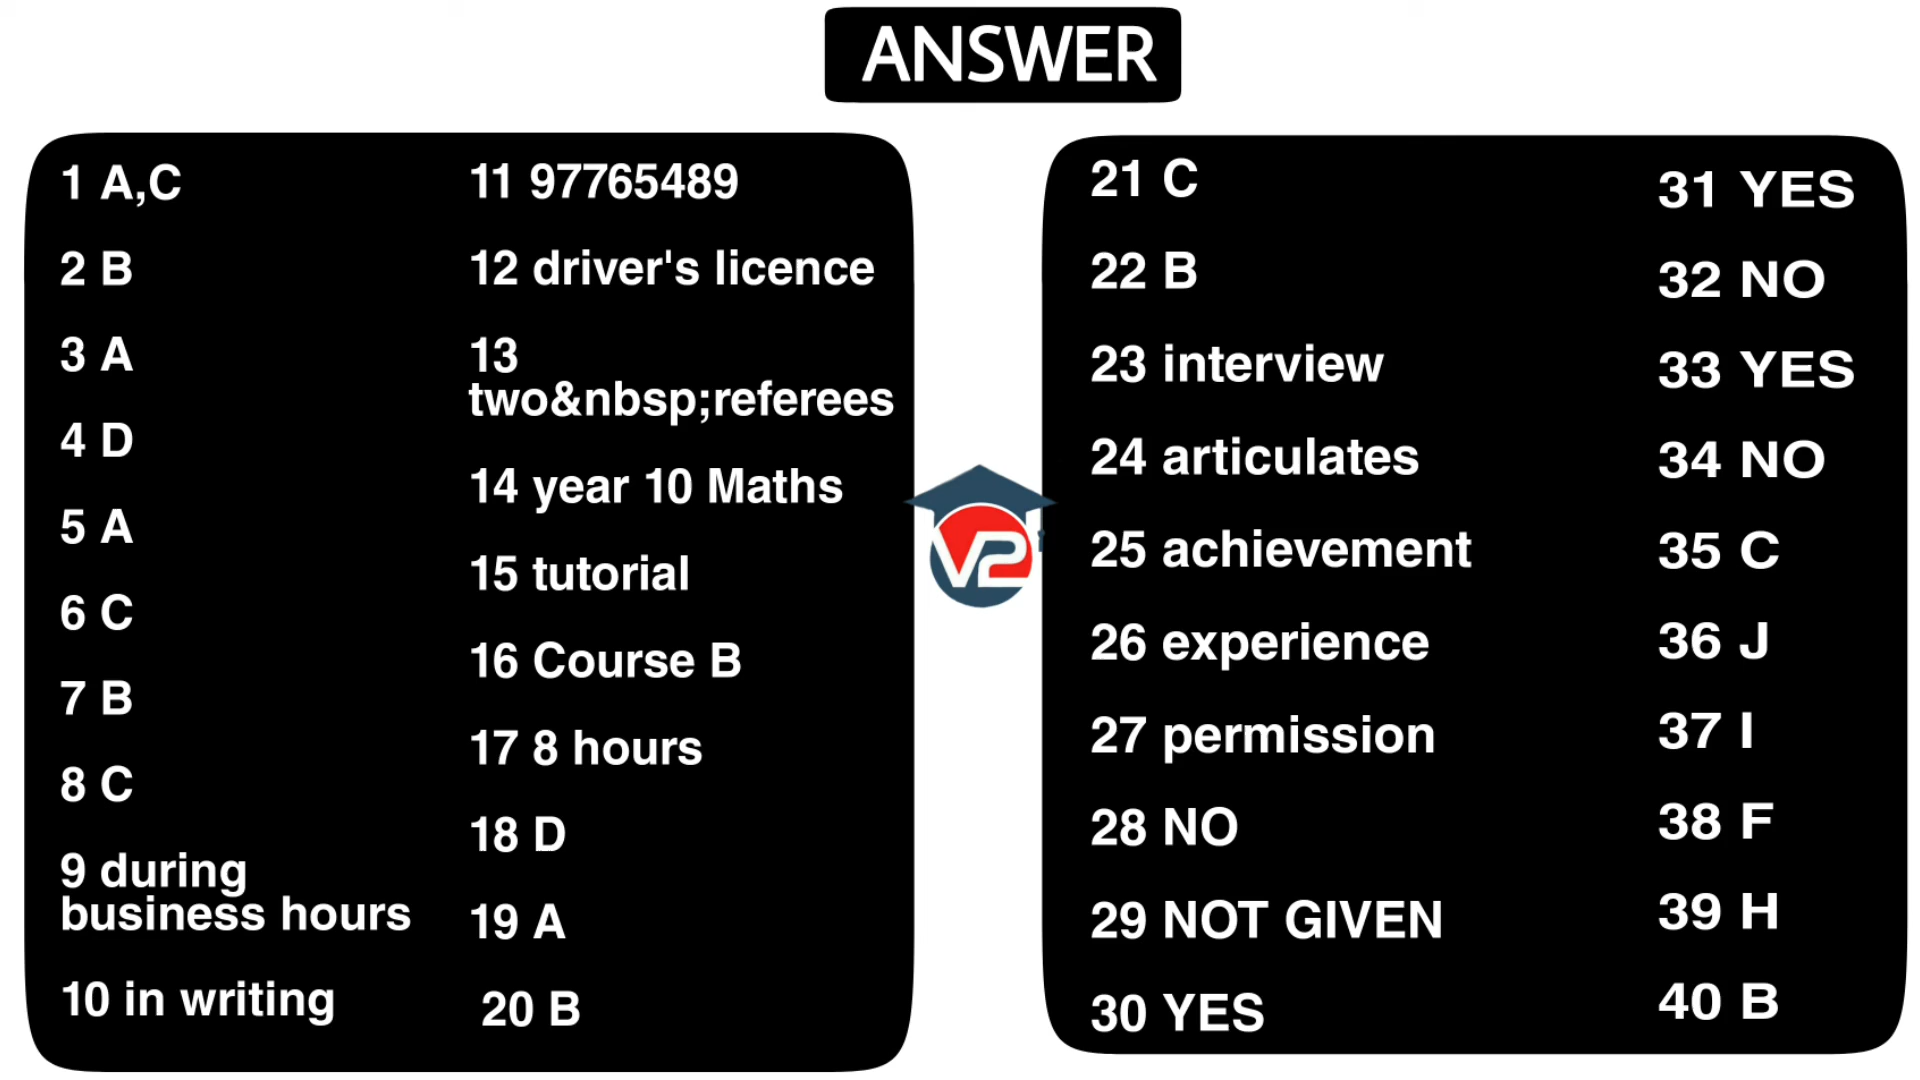 ANSWER
1 A,C
2 B
3 A
4 D
5 A
6 C
7 B
8 C
9 during
business hours
10 in writing
11 97765489
12 driver's licence
13
two&nbsp;referees
14 year 10 Maths
15 tutorial
16 Course B
17 8 hours
18 D
19 A
20 B
V2
21 C
22 B
23 interview
24 articulates
25 achievement
26 experience
27 permission
28 NO
29 NOT GIVEN
30 YES
31 YES
32 NO
33 YES
34 NO
35 C
36 J
37 I
38 F
39 H
40 B